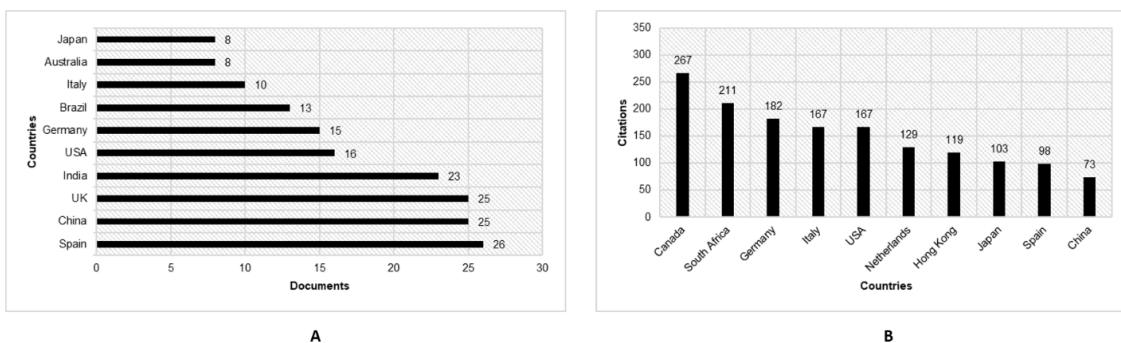 Countries
Japan 8
Australia 8
Italy 10
Brazil 13
Germany 15
USA 16
India 23
UK 25
China 25
Spain 26
0 5 10 15 20 25 30
Documents
A
Citations
350
300
250
200
150
100
50
0
267 211 182 167 167 129 119 103 98 73
Canada South Africa Germany Italy USA Netherlands Hong Kong Japan Spain China
Countries
B